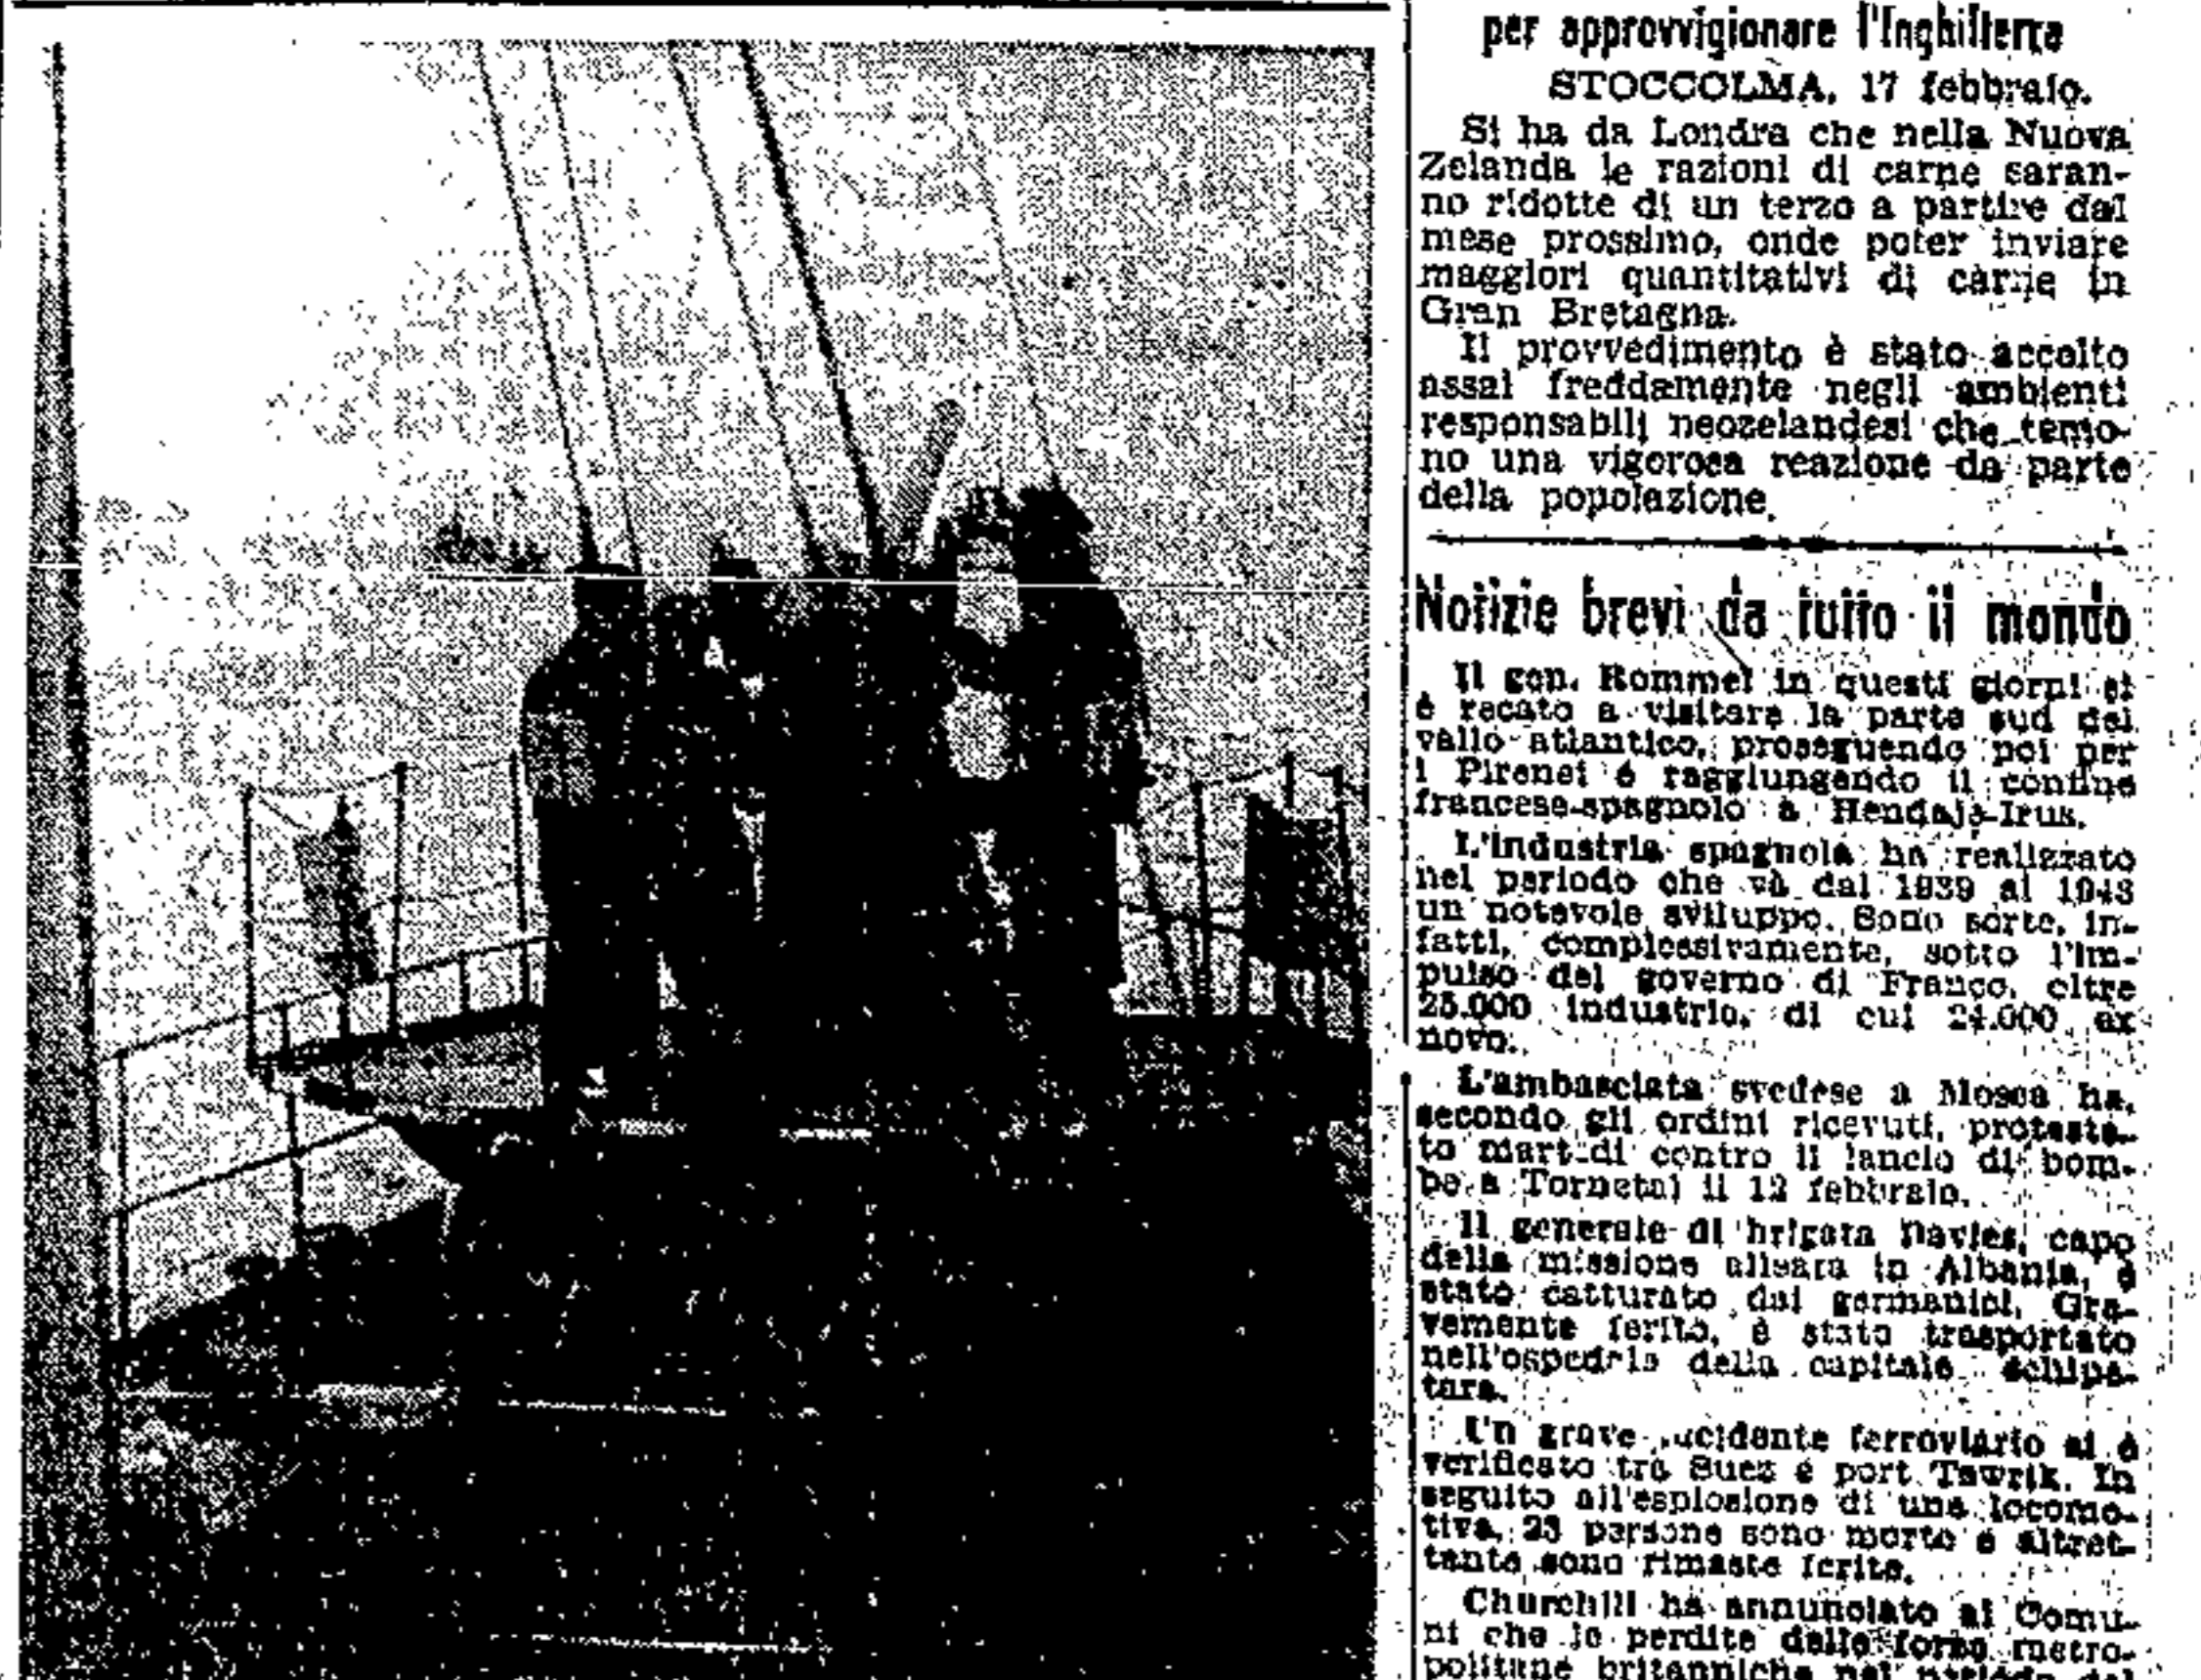 per approvvigionare l'Inghilterra
STOCCOLMA, 17 febbraio.
Si ha da Londra che nella Nuova
Zelanda le razioni di carne saran-
no ridotte di un terzo a partire dal
mese prossimo, onde poter inviare
maggiori quantitativi di carne in
Gran Bretagna.
Il provvedimento è stato accolto
assai freddamente negli ambienti
responsabili neozelandesi che temo-
no una vigorosa reazione da parte
della popolazione.
Notizie brevi da tutto il mondo
Il gen. Rommel in questi giorni si
è recato a visitare la parte sud del
vallo atlantico, proseguendo poi per
i Pirenei e raggiungendo il confine
francese-spagnolo a Hendaje-Irus.
L'industria spagnola ha realizzato
nel periodo che va dal 1939 al 1943
un notevole sviluppo. Sono sorte, in-
fatti, complessivamente, sotto l'im-
pulso del governo di Franco, oltre
25.000 industrie, di cui 24.000 ex
novo.
L'ambasciata svedese a Mosca ha,
secondo gli ordini ricevuti, protesta-
to martedì contro il lancio di bom-
be a il 12 febbraio.
Il generale di brigata Davies, capo
della missione alleata in Albania, è
stato catturato dai germanici. Gra-
vemente ferito, è stato trasportato
nell'ospedale della capitale schipe-
tara.
Un grave incidente ferroviario si è
verificato tra Suez e port Tewrik. In
seguito all'esplosione di una locomo-
tiva, 23 persone sono morte e altret-
tante sono rimaste ferite.
Churchill ha annunciato ai Comu-
ni che le perdite delle forze metro-
politane britanniche nel